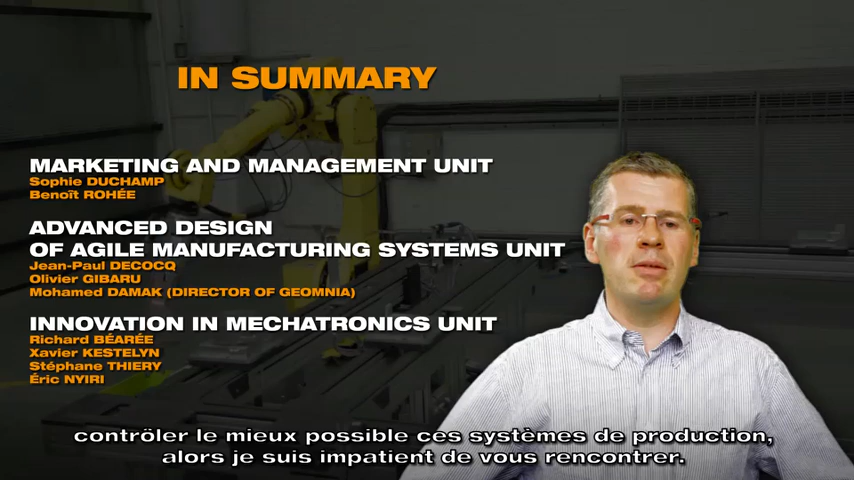 IN SUMMARY
MARKETING AND MANAGEMENT UNIT
Sophie DUCHAMP
Benoît ROHÉE
ADVANCED DESIGN
OF AGILE MANUFACTURING SYSTEMS UNIT
Jean-Paul DECOCQ
Olivier GIBARU
Mohamed DAMAK (DIRECTOR OF GEOMNIA)
INNOVATION IN MECHATRONICS UNIT
Richard BÉARÉE
Xavier KESTELYN
Stéphane THIERY
Éric NYIRI
contrôler le mieux possible ces systèmes de production,
alors je suis impatient de vous rencontrer.